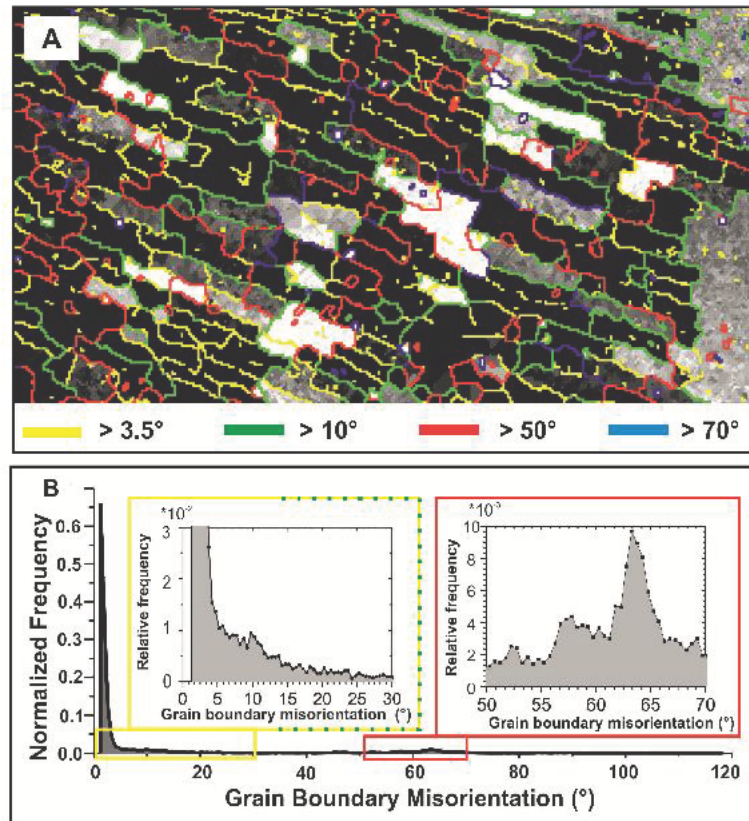 A
> 3.5° > 10° > 50° > 70°
B
Normalized Frequency
0.6
0.5
0.4
0.3
0.2
0.1
0.0
0 20 40 60 80 100 120
Grain Boundary Misorientation (°)
Relative frequency
3
2
1
0
0 5 10 15 20 25 30
Grain boundary misorientation (°)
*10⁻³
Relative frequency
10
8
6
4
2
0
50 55 60 65 70
Grain boundary misorientation (°)